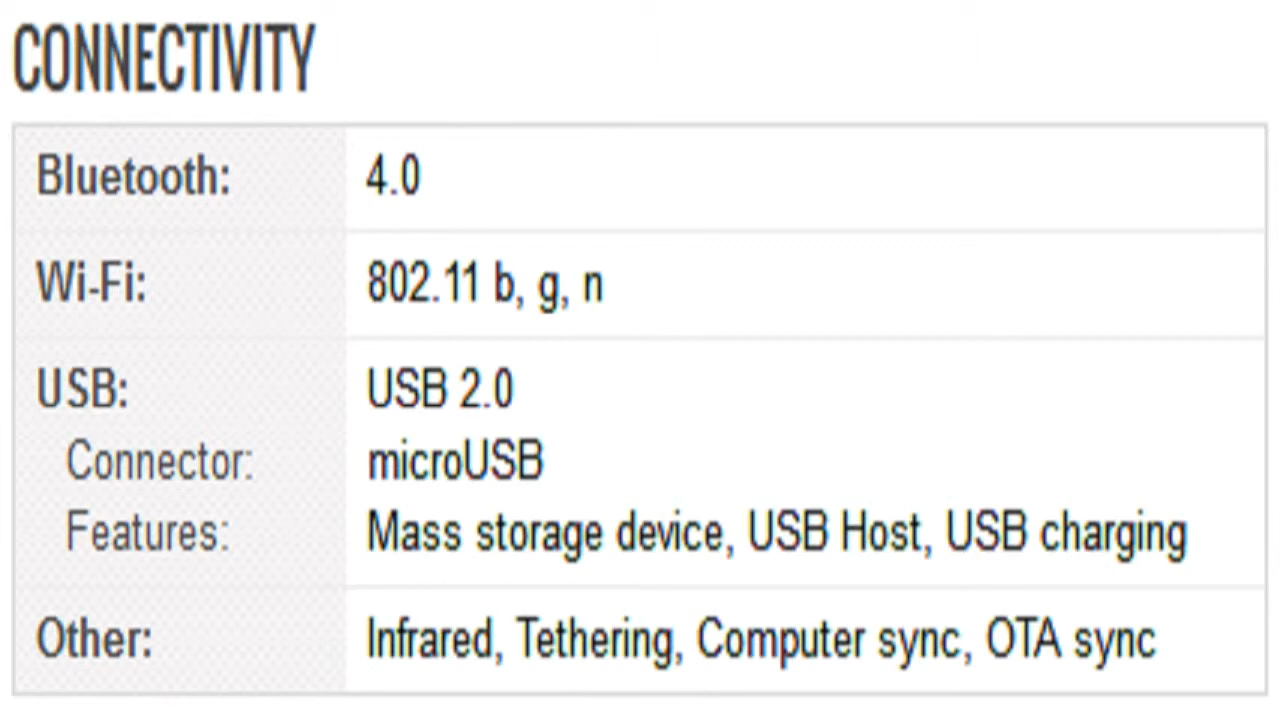 CONNECTIVITY
Bluetooth: 4.0
Wi-Fi: 802.11 b, g, n
USB: USB 2.0
Connector: microUSB
Features: Mass storage device, USB Host, USB charging
Other: Infrared, Tethering, Computer sync, OTA sync